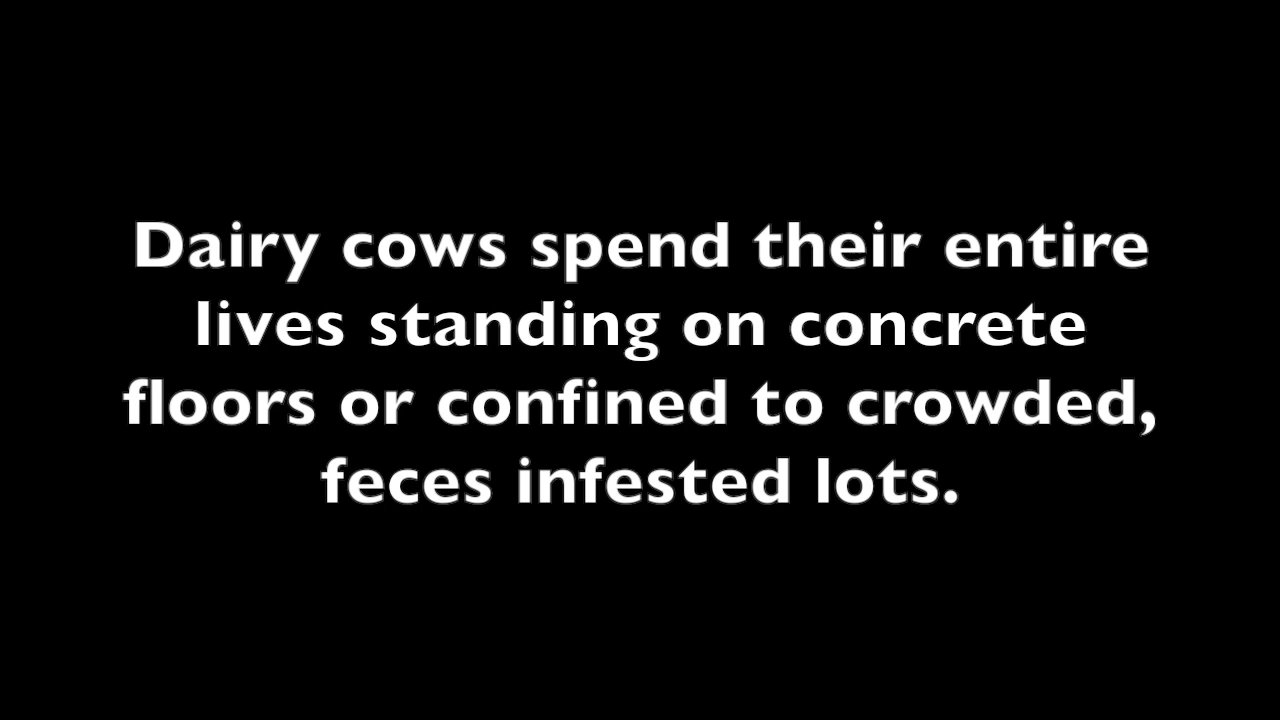 Dairy cows spend their entire
lives standing on concrete
floors or confined to crowded,
feces infested lots.